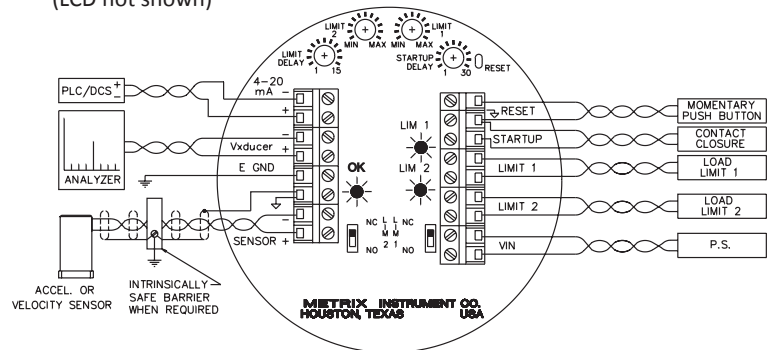 (LCD not shown)
LIMIT
2
LIMIT
1
MIN MAX MIN MAX
LIMIT
DELAY
1 15
STARTUP
DELAY
1 30
RESET
PLC/DCS + −
4-20
mA −
+
−
Vxducer +
ANALYZER
E GND
OK
−
SENSOR +
ACCEL. OR
VELOCITY SENSOR
INTRINSICALLY
SAFE BARRIER
WHEN REQUIRED
NC
NO
L L
I I
M M
2 1
NC
NO
LIM 1
LIM 2
RESET
STARTUP
LIMIT 1
LIMIT 2
VIN
MOMENTARY
PUSH BUTTON
CONTACT
CLOSURE
LOAD
LIMIT 1
LOAD
LIMIT 2
P.S.
METRIX INSTRUMENT CO.
HOUSTON, TEXAS USA